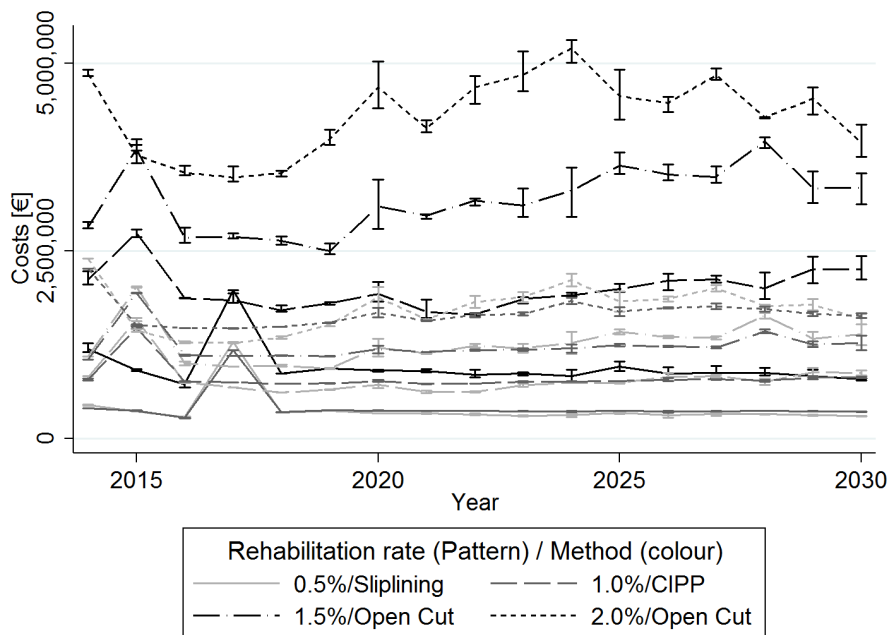 5,000,000
2,500,000
0
Costs [€]
2015 2020 2025 2030
Year
Rehabilitation rate (Pattern) / Method (colour)
0.5%/Sliplining 1.0%/CIPP
1.5%/Open Cut 2.0%/Open Cut